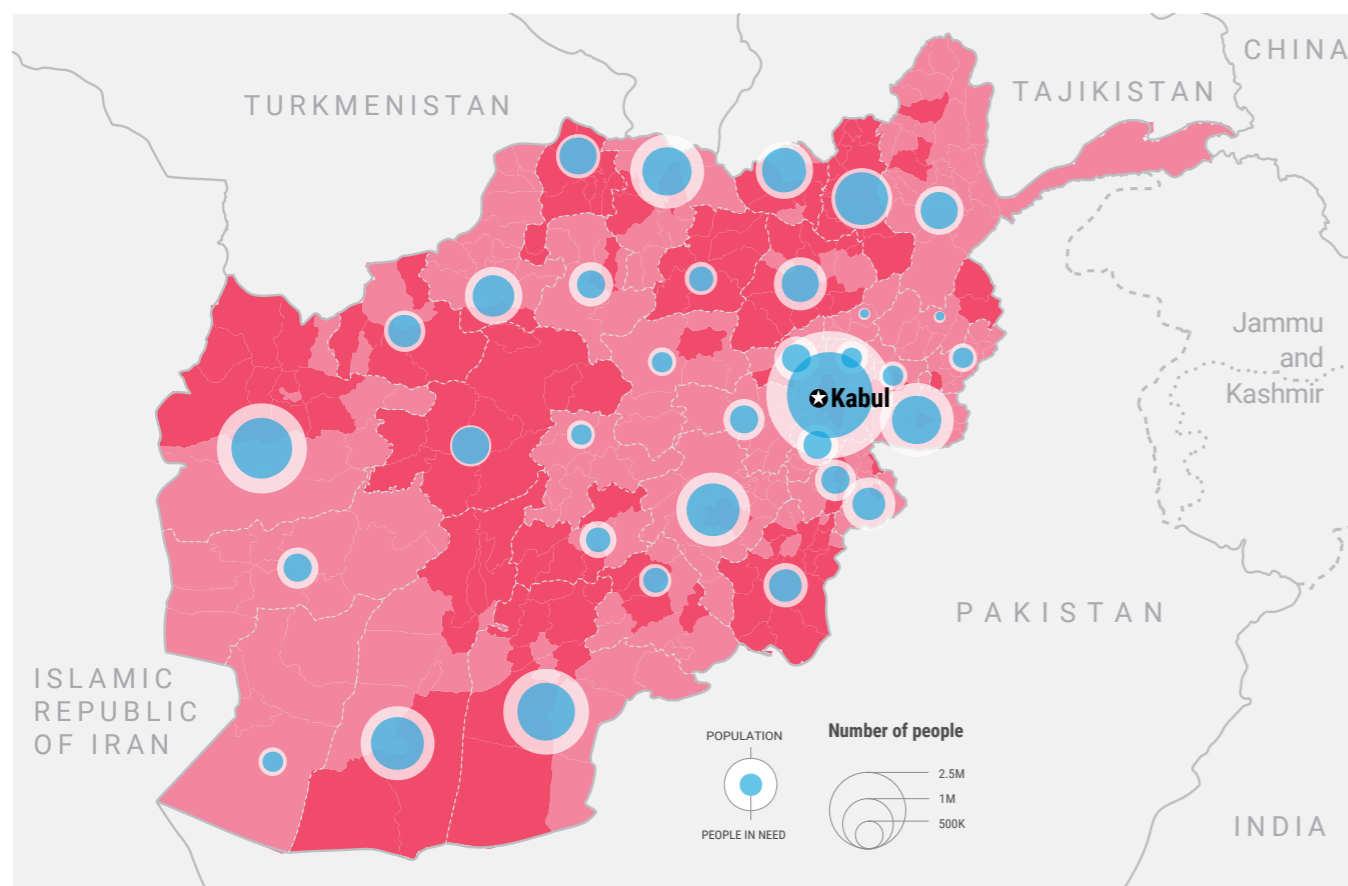 CHINA
TAJIKISTAN
TURKMENISTAN
Jammu
and
Kashmir
Kabul
PAKISTAN
ISLAMIC
REPUBLIC
OF IRAN
POPULATION
PEOPLE IN NEED
Number of people
2.5M
1M
500K
INDIA